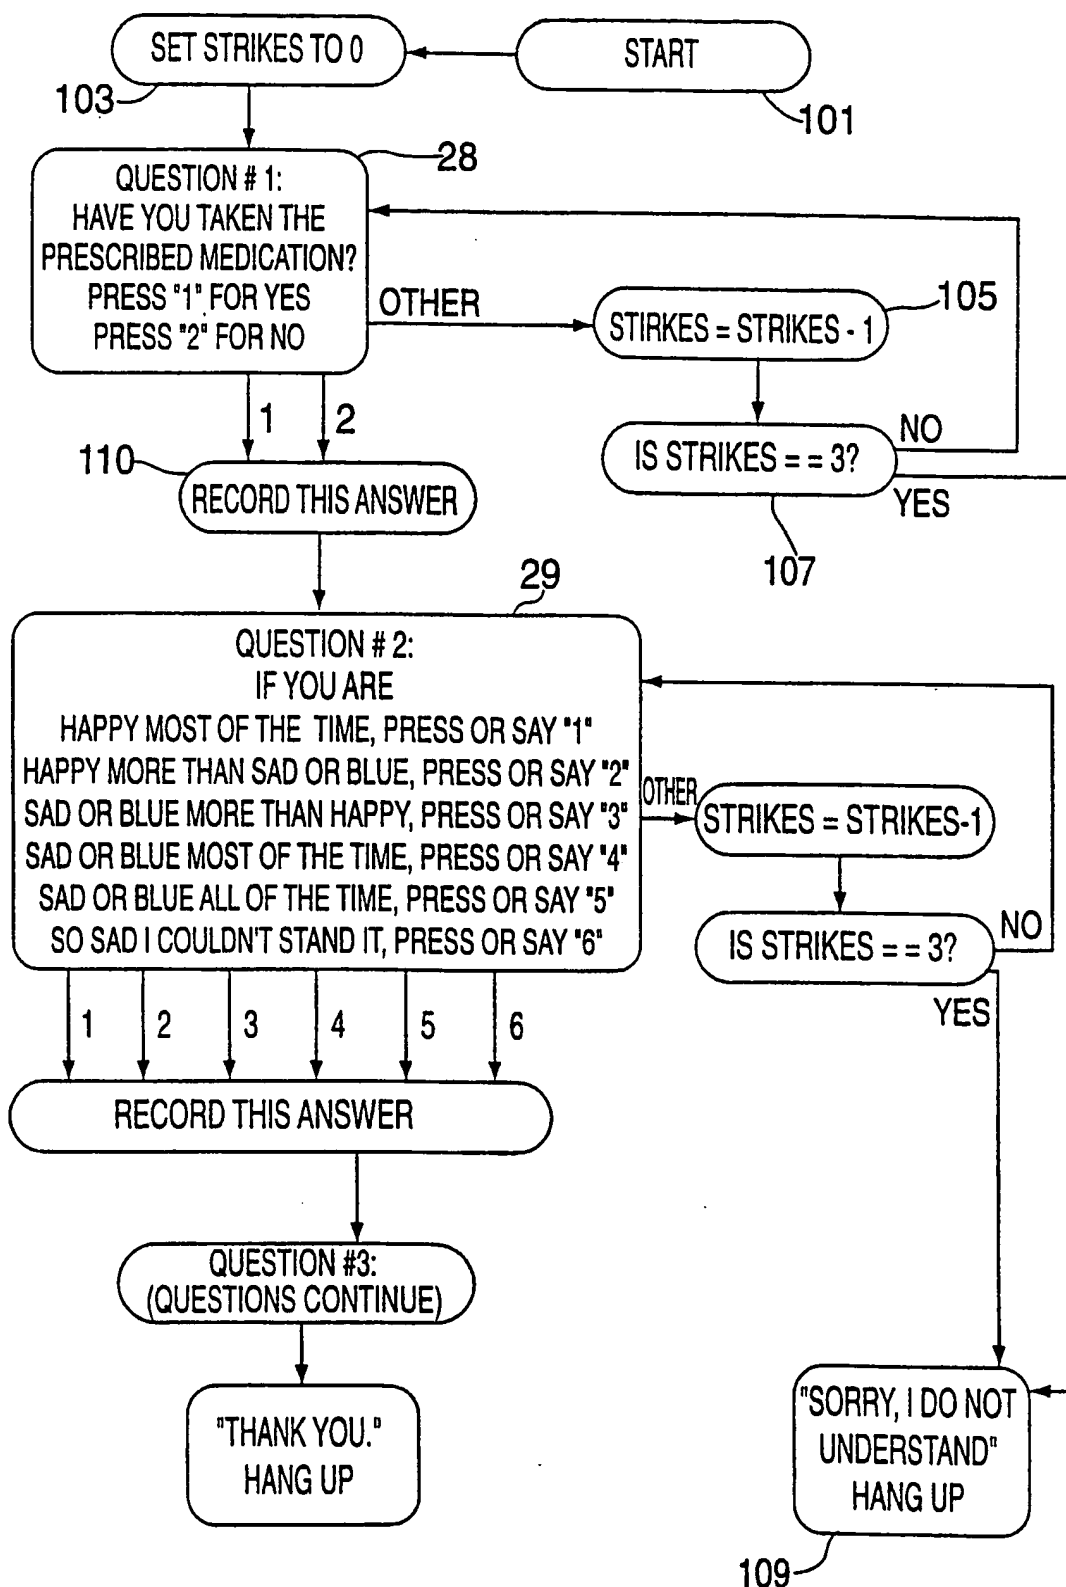 SET STRIKES TO 0
START
103
101
28
QUESTION # 1:
HAVE YOU TAKEN THE
PRESCRIBED MEDICATION?
PRESS "1" FOR YES
PRESS "2" FOR NO
OTHER
105
STIRKES = STRIKES - 1
1
2
NO
IS STRIKES = = 3?
YES
107
110
RECORD THIS ANSWER
29
QUESTION # 2:
IF YOU ARE
HAPPY MOST OF THE TIME, PRESS OR SAY "1"
HAPPY MORE THAN SAD OR BLUE, PRESS OR SAY "2"
SAD OR BLUE MORE THAN HAPPY, PRESS OR SAY "3"
SAD OR BLUE MOST OF THE TIME, PRESS OR SAY "4"
SAD OR BLUE ALL OF THE TIME, PRESS OR SAY "5"
SO SAD I COULDN'T STAND IT, PRESS OR SAY "6"
OTHER
STRIKES = STRIKES-1
NO
IS STRIKES = = 3?
YES
1
2
3
4
5
6
RECORD THIS ANSWER
QUESTION #3:
(QUESTIONS CONTINUE)
"THANK YOU."
HANG UP
"SORRY, I DO NOT
UNDERSTAND"
HANG UP
109